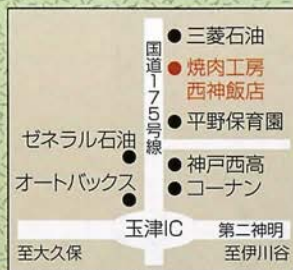 国道175号線
三菱石油
焼肉工房
西神飯店
平野保育園
ゼネラル石油
オートバックス
神戸西高
コーナン
玉津IC
第二神明
至大久保
至伊川谷